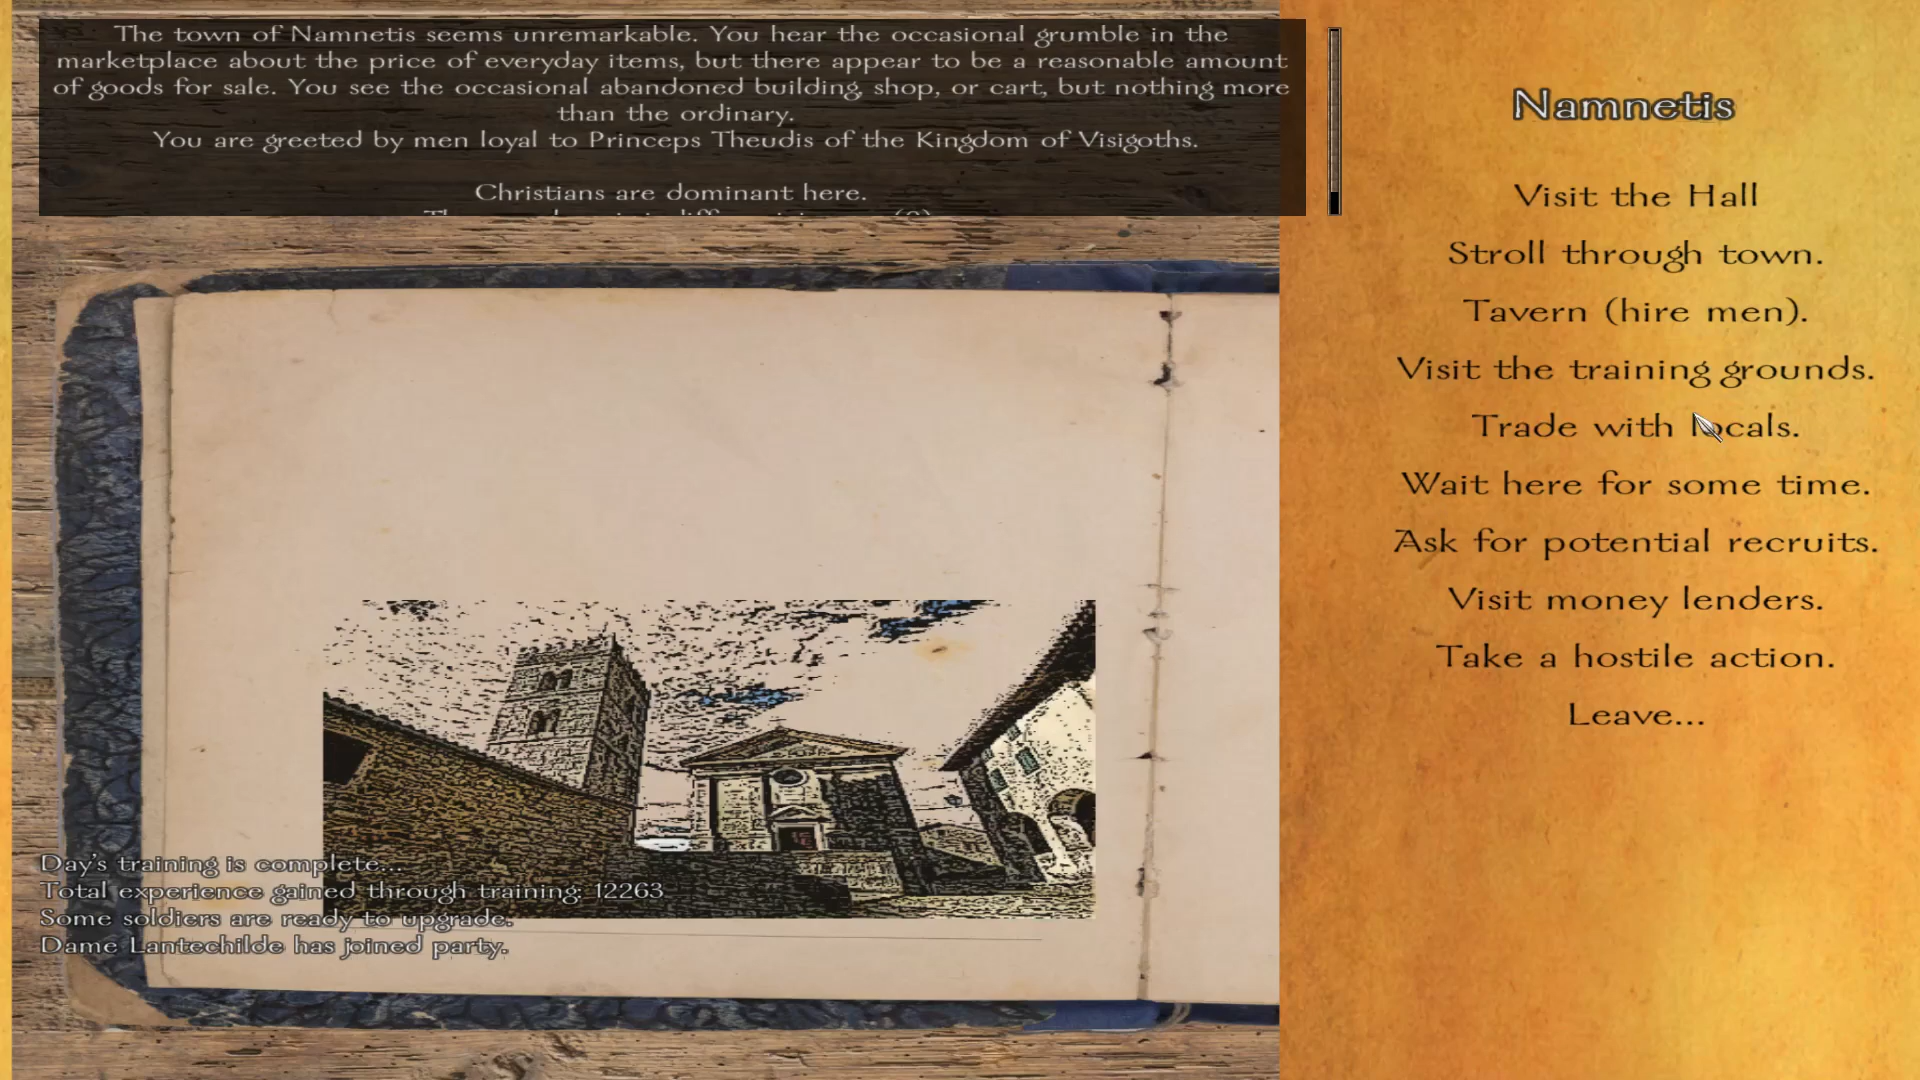 The town of Namnetis seems unremarkable. You hear the occasional grumble in the
marketplace about the price of everyday items, but there appear to be a reasonable amount
of goods for sale. You see the occasional abandoned building, shop, or cart, but nothing more
than the ordinary.
You are greeted by men loyal to Princeps Theudis of the Kingdom of Visigoths.
Christians are dominant here.
Namnetis
Visit the Hall
Stroll through town.
Tavern (hire men).
Visit the training grounds.
Trade with locals.
Wait here for some time.
Ask for potential recruits.
Visit money lenders.
Take a hostile action.
Leave...
Day's training is complete...
Total experience gained through training: 12263
Some soldiers are ready to upgrade.
Dame Lantechilde has joined party.